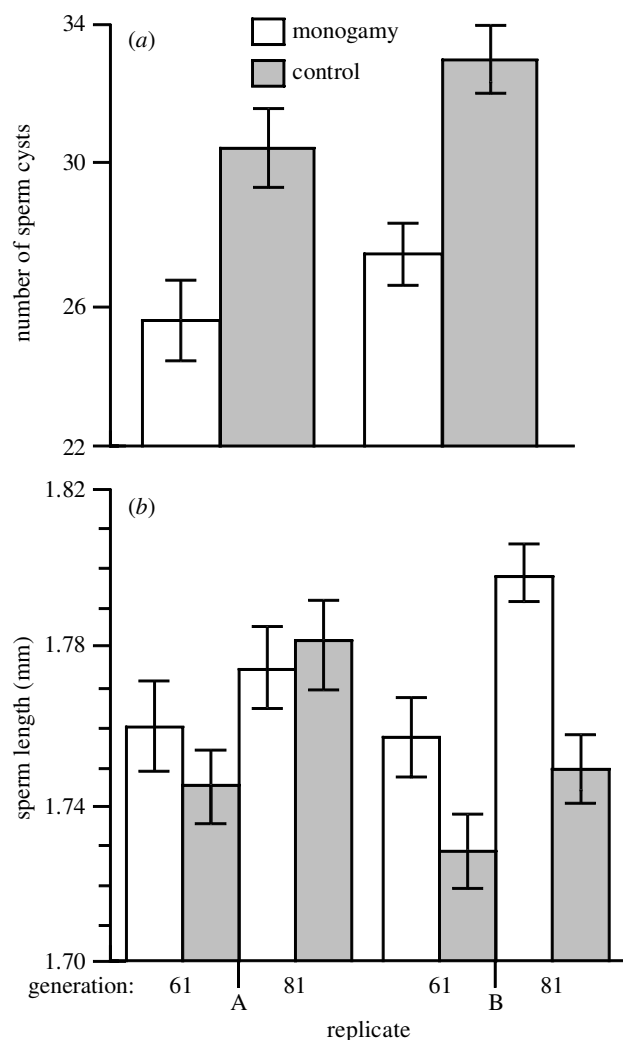 (a)
monogamy
control
34
30
26
22
number of sperm cysts
(b)
1.82
1.78
1.74
1.70
sperm length (mm)
generation: 61 81 61 81
A B
replicate